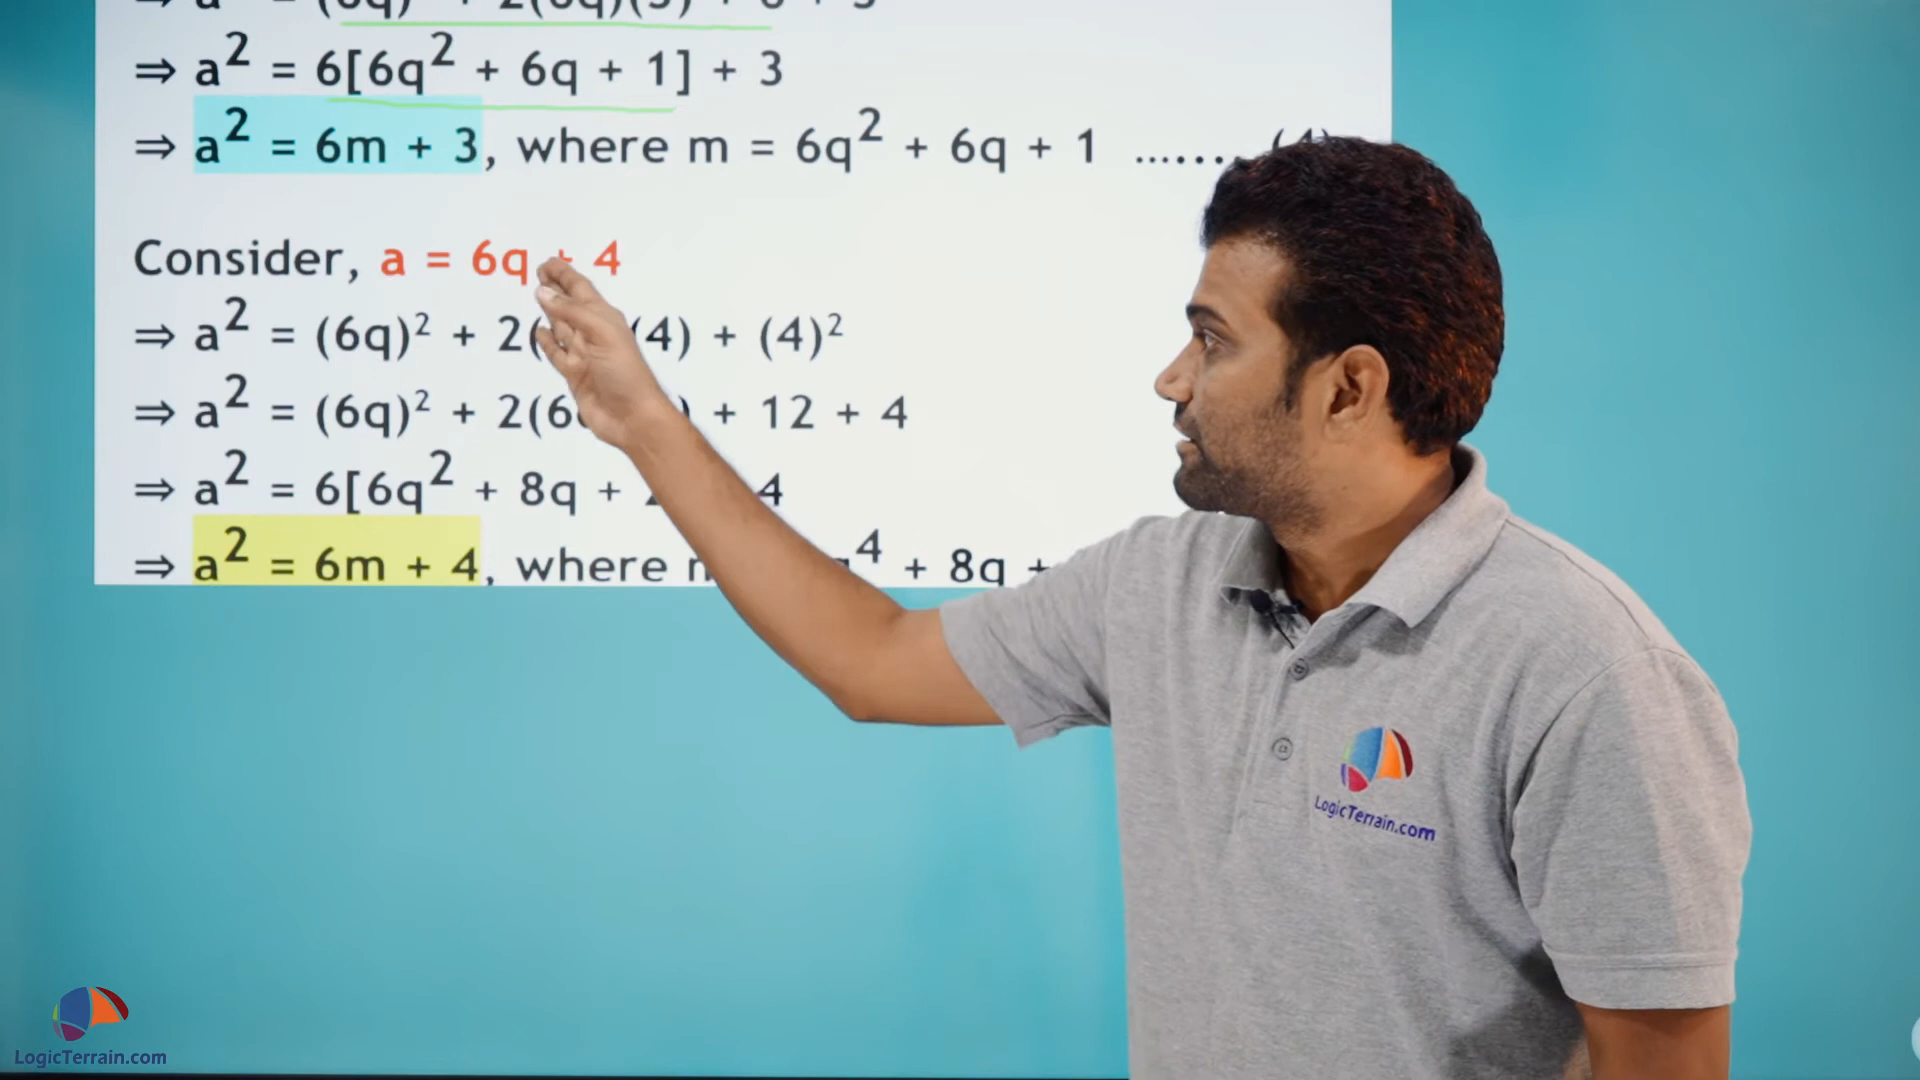 ⇒ a² = 6[6q² + 6q + 1] + 3
⇒ a² = 6m + 3, where m = 6q² + 6q + 1 .......
Consider, a = 6q + 4
⇒ a² = (6q)² + 2( (4) + (4)²
⇒ a² = (6q)² + 2(6 ) + 12 + 4
⇒ a² = 6[6q² + 8q + 4
⇒ a² = 6m + 4, where 4 + 8q +
LogicTerrain.com
LogicTerrain.com